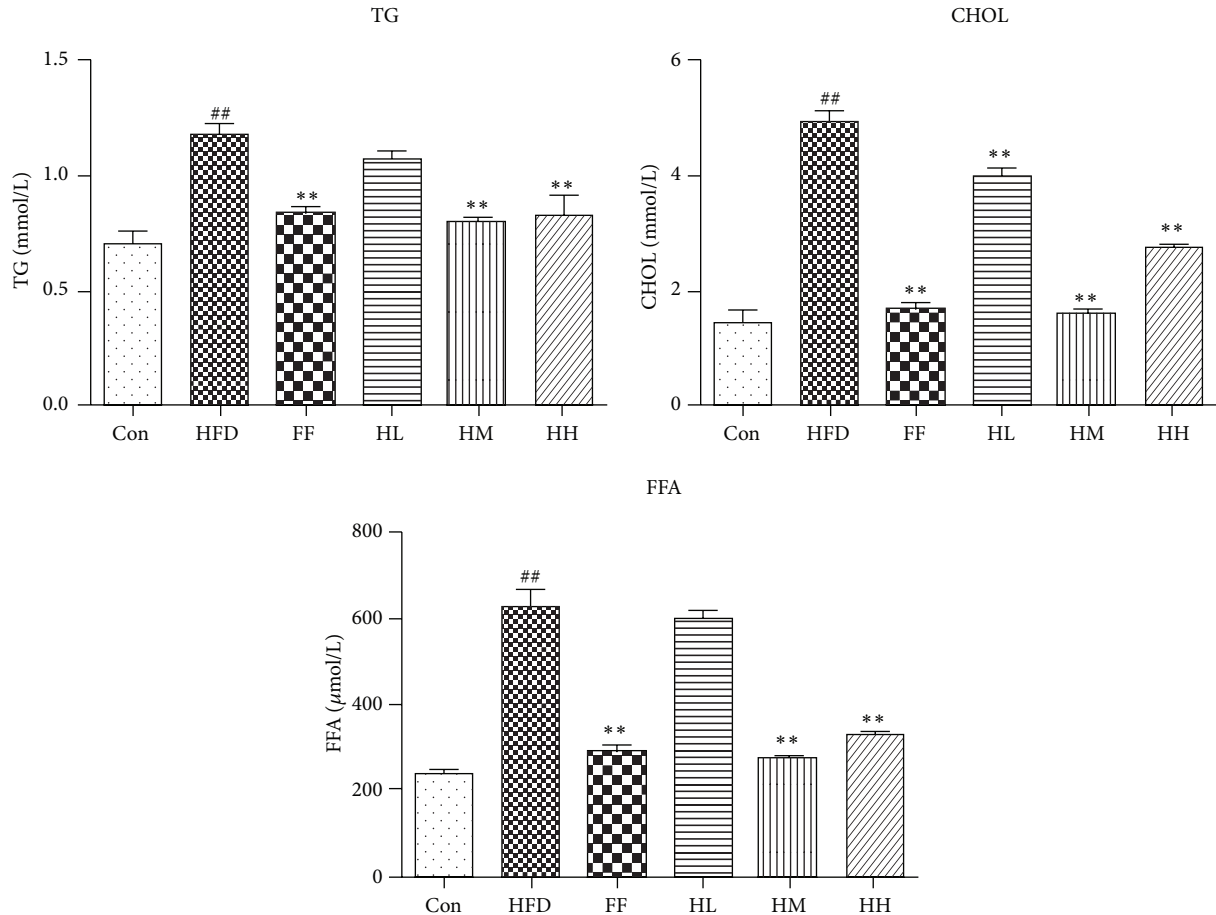 TG
TG (mmol/L)
1.5
1.0
0.5
0.0
##
**
**
**
Con HFD FF HL HM HH
CHOL
CHOL (mmol/L)
6
4
2
0
##
**
**
**
**
Con HFD FF HL HM HH
FFA
FFA (μmol/L)
800
600
400
200
0
##
**
**
**
Con HFD FF HL HM HH